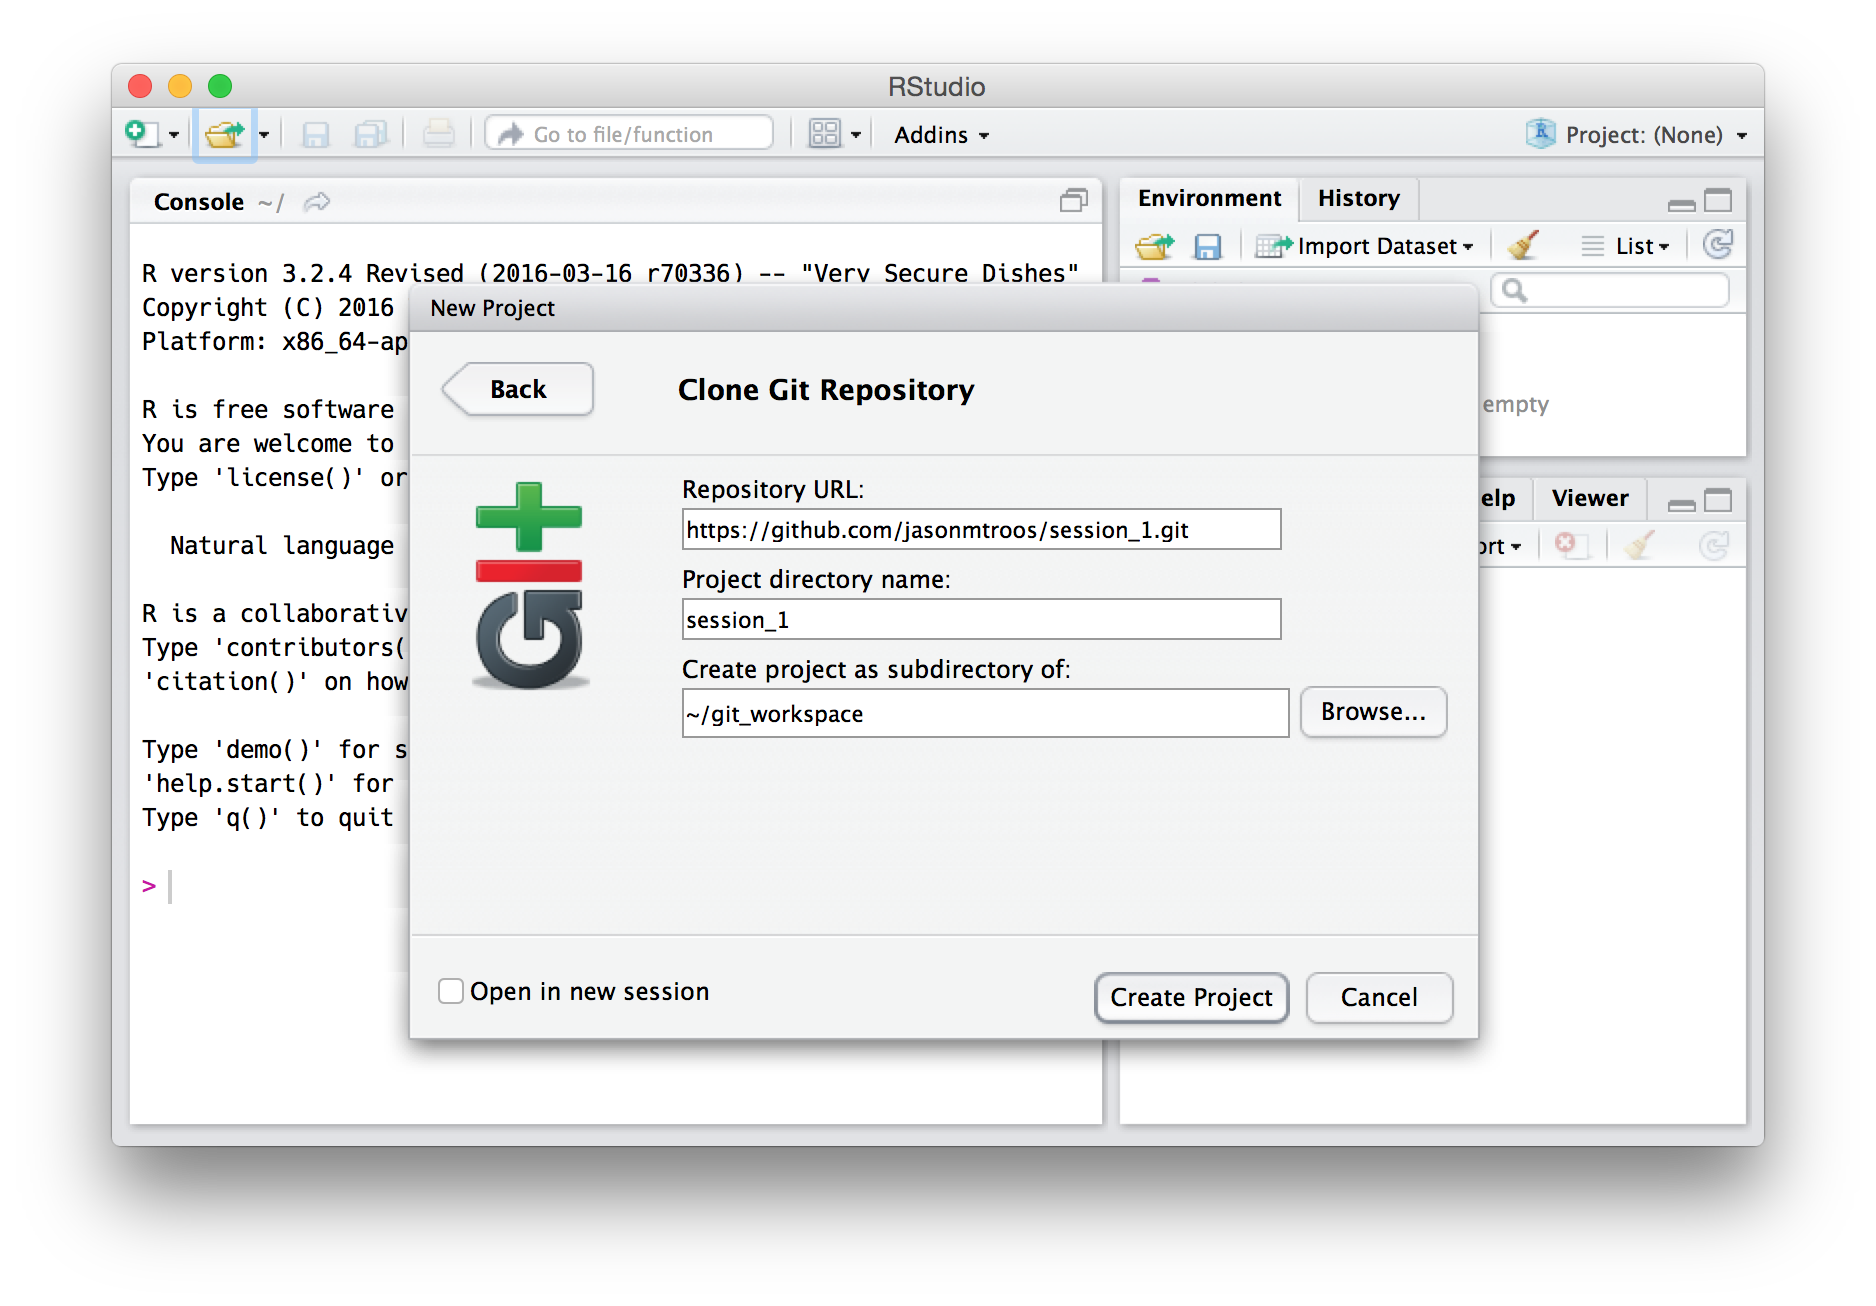 RStudio
Go to file/function
Addins
Project: (None)
Console ~/
Environment
History
Import Dataset
List
R version 3.2.4 Revised (2016-03-16 r70336) -- "Very Secure Dishes"
Copyright (C) 2016
Platform: x86_64-ap
R is free software
You are welcome to
Type 'license()' or
Natural language
R is a collaborativ
Type 'contributors(
'citation()' on how
Type 'demo()' for s
'help.start()' for
Type 'q()' to quit
>
empty
elp
Viewer
ort
New Project
Back
Clone Git Repository
git
Repository URL:
https://github.com/jasonmtroos/session_1.git
Project directory name:
session_1
Create project as subdirectory of:
~/git_workspace
Browse...
Open in new session
Create Project
Cancel